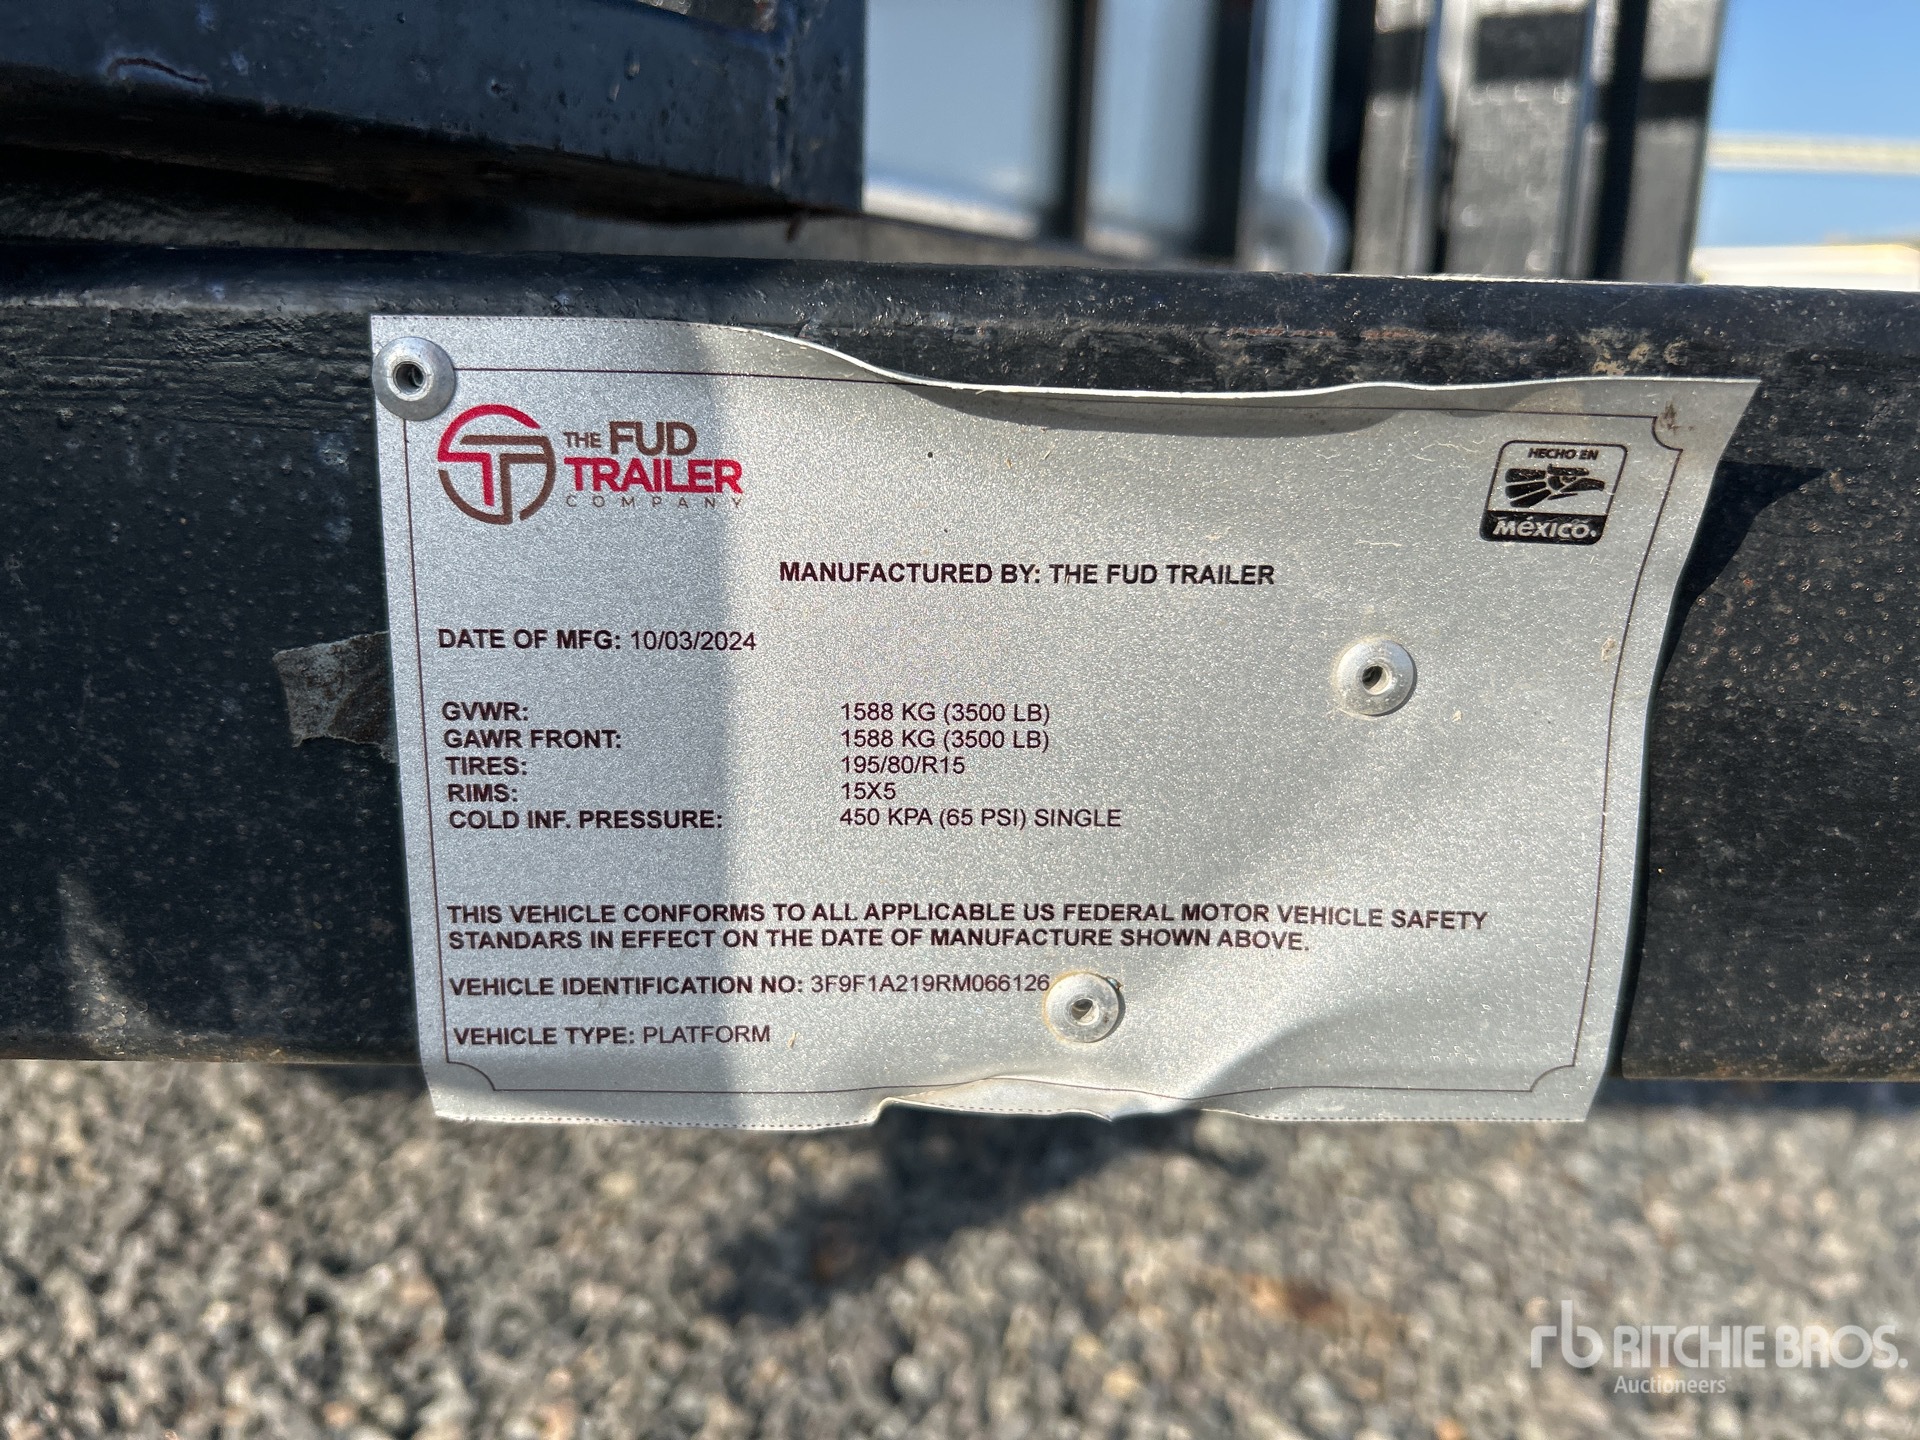 THE FUD
TRAILER
COMPANY
HECHO EN
MéXICO.
MANUFACTURED BY: THE FUD TRAILER
DATE OF MFG: 10/03/2024
GVWR: 1588 KG (3500 LB)
GAWR FRONT: 1588 KG (3500 LB)
TIRES: 195/80/R15
RIMS: 15X5
COLD INF. PRESSURE: 450 KPA (65 PSI) SINGLE
THIS VEHICLE CONFORMS TO ALL APPLICABLE US FEDERAL MOTOR VEHICLE SAFETY
STANDARS IN EFFECT ON THE DATE OF MANUFACTURE SHOWN ABOVE.
VEHICLE IDENTIFICATION NO: 3F9F1A219RM066126
VEHICLE TYPE: PLATFORM
rb RITCHIE BROS.
Auctioneers